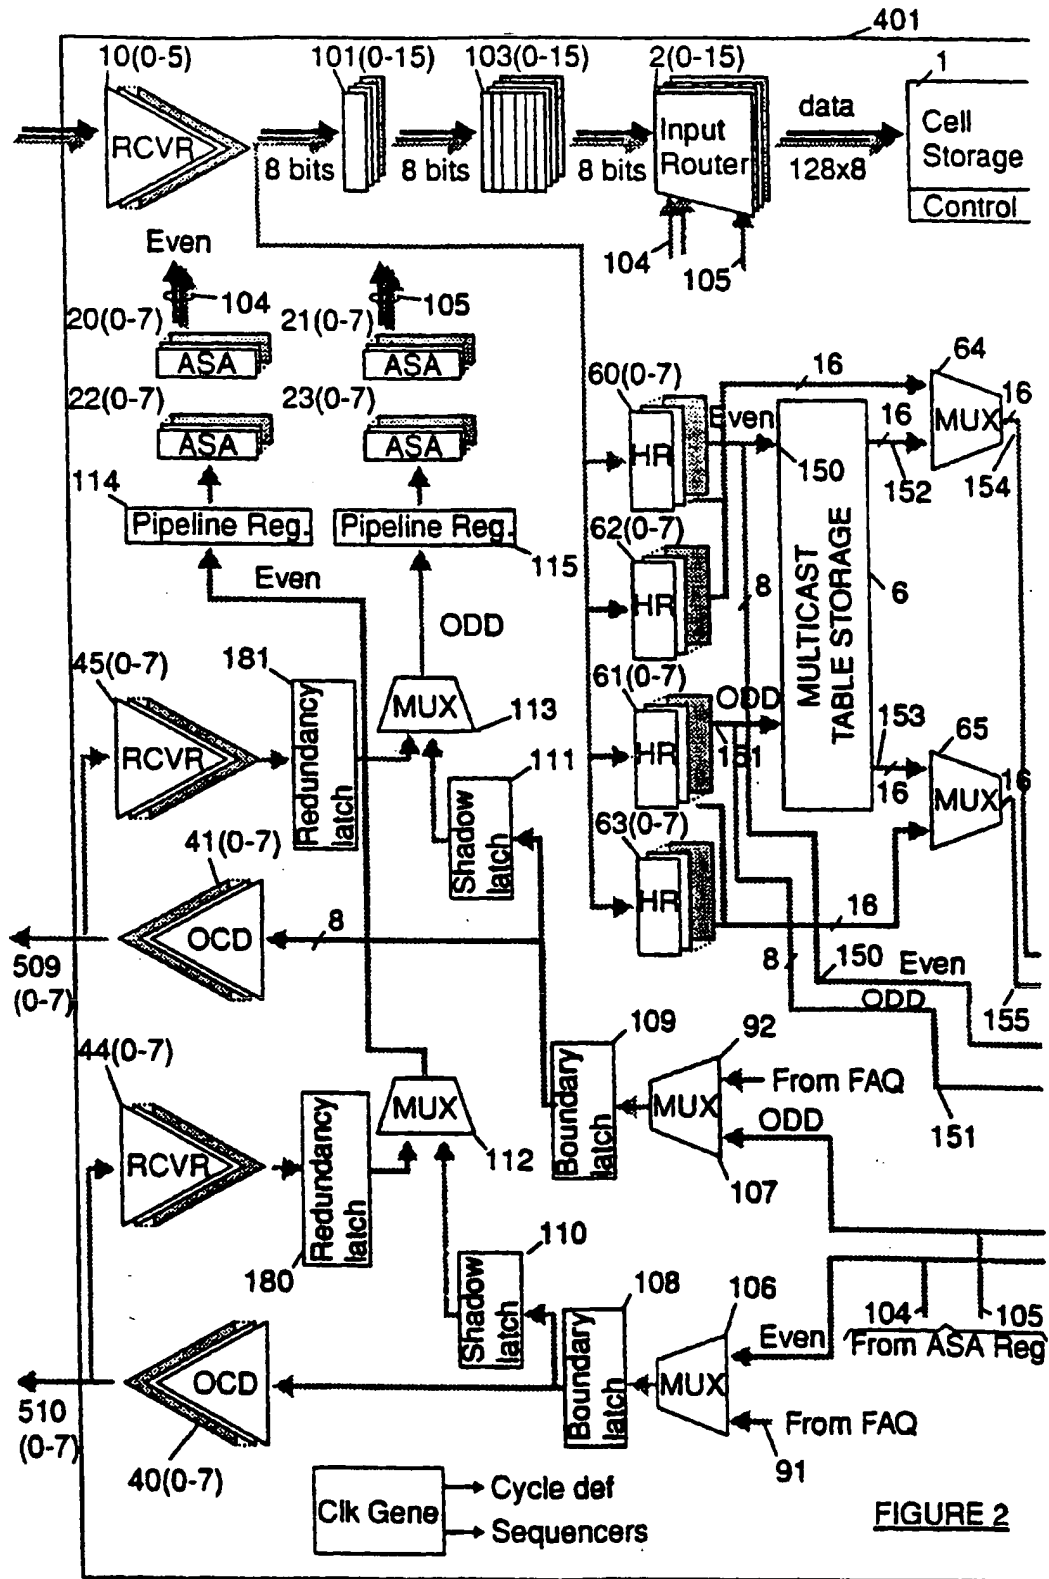 401
10(0-5)
101(0-15)
103(0-15)
2(0-15)
1
RCVR
8 bits
8 bits
8 bits
Input
Router
data
128x8
Cell
Storage
Control
Even
104
105
104
105
20(0-7)
ASA
21(0-7)
ASA
22(0-7)
ASA
23(0-7)
ASA
114
Pipeline Reg.
Pipeline Reg.
115
Even
ODD
60(0-7)
HR
Even
16
64
MUX
16
16
150
152
154
62(0-7)
HR
8
MULTICAST
TABLE STORAGE
6
61(0-7)
HR
ODD
151
153
16
65
MUX
16
63(0-7)
HR
16
8
150
Even
ODD
155
151
45(0-7)
RCVR
181
Redundancy
latch
MUX
113
111
Shadow
latch
41(0-7)
OCD
8
509
(0-7)
44(0-7)
RCVR
Redundancy
latch
180
MUX
112
109
Boundary
latch
92
MUX
From FAQ
ODD
107
110
Shadow
latch
108
Boundary
latch
106
MUX
Even
From FAQ
91
104
105
From ASA Reg
OCD
510
(0-7)
40(0-7)
Clk Gene
Cycle def
Sequencers
FIGURE 2